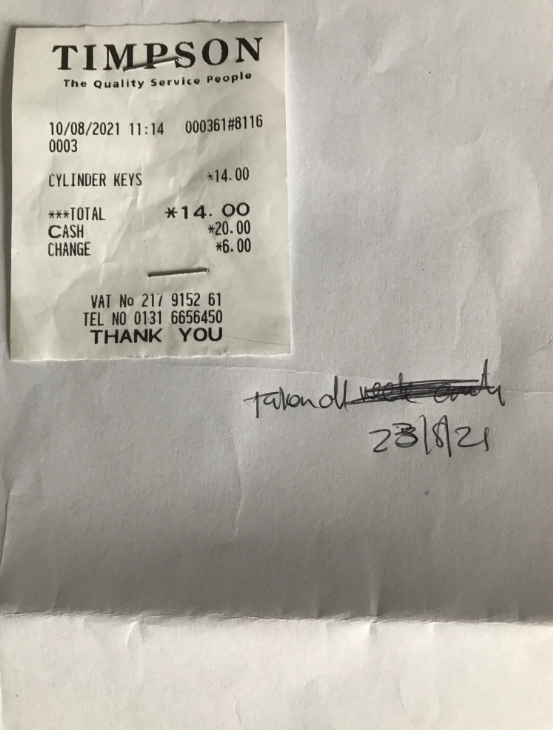 TIMPSON
The Quality Service People
10/08/2021 11:14 000361#8116
0003
CYLINDER KEYS *14.00
***TOTAL *14.00
CASH *20.00
CHANGE *6.00
VAT No 217 9152 61
TEL NO 0131 6656450
THANK YOU
Taken off
23/8/21